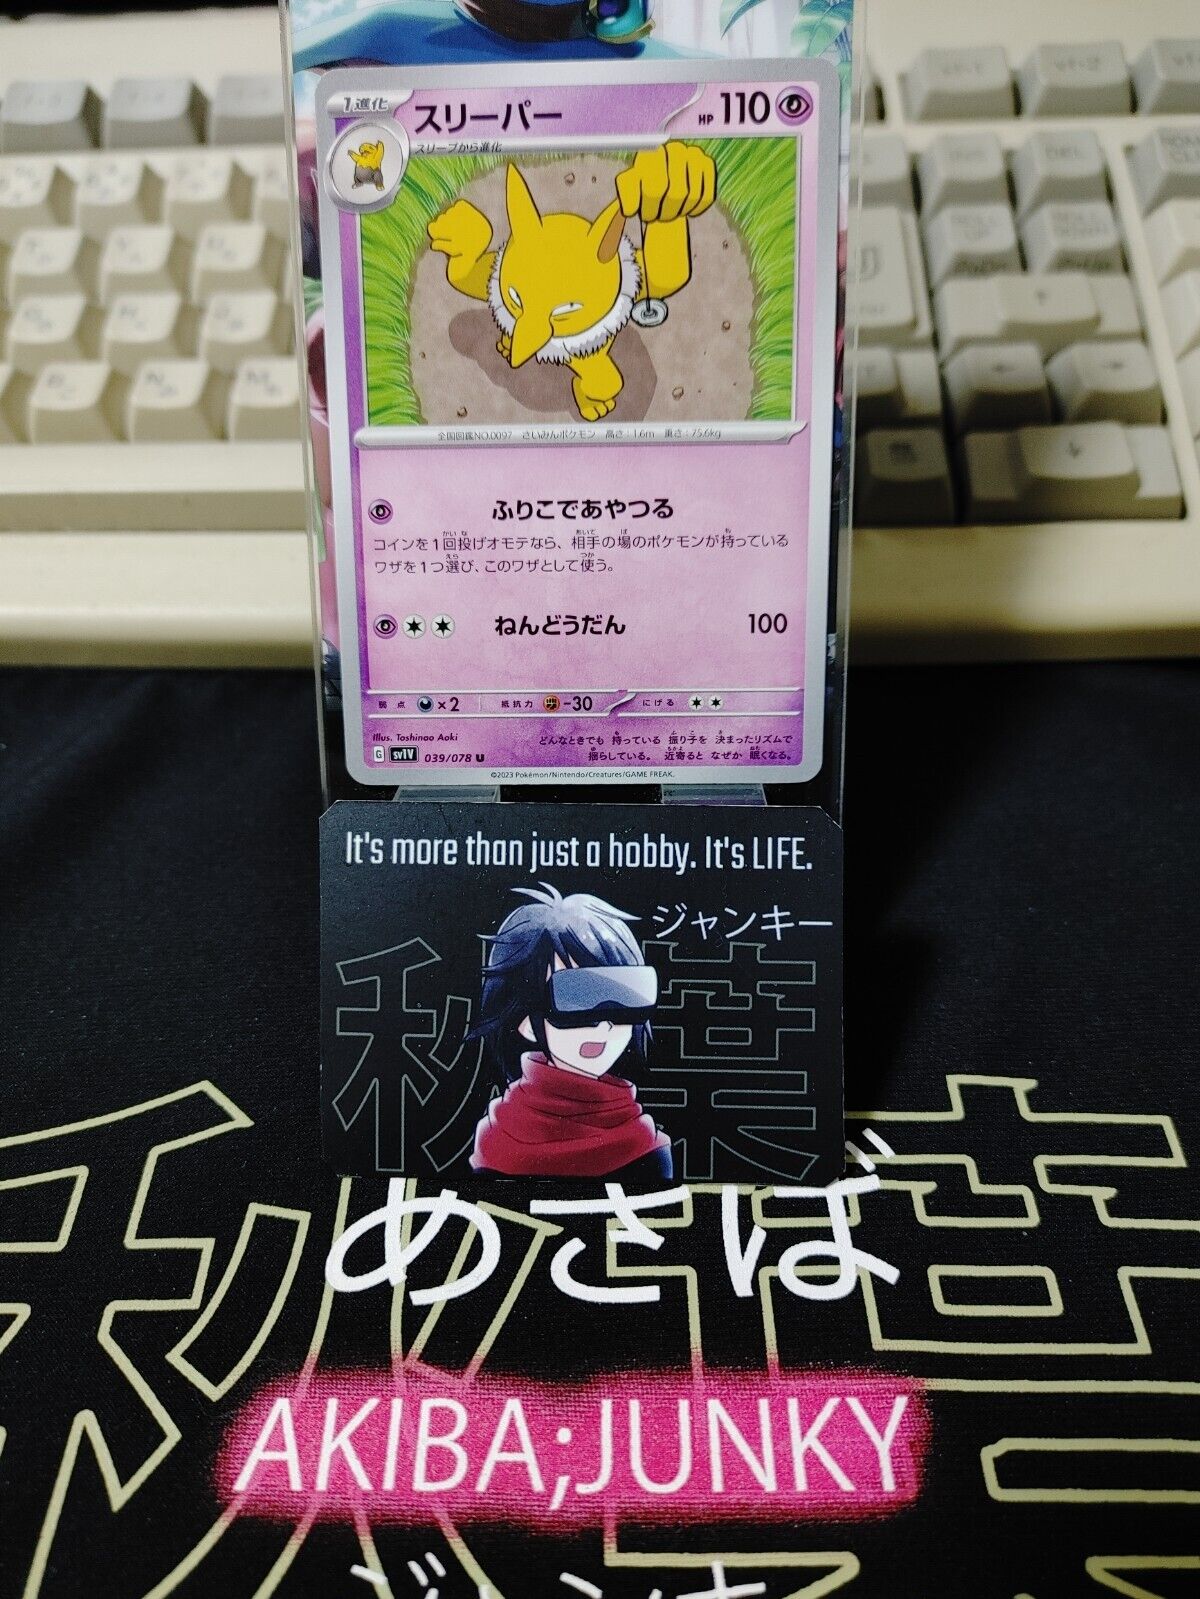 1進化
スリーパー
HP 110
スリープから進化
全国図鑑NO.0097 さいみんポケモン 高さ:1.6m 重さ:75.6kg
ふりこであやつる
コインを1回投げオモテなら、相手の場のポケモンが持っている
ワザを1つ選び、このワザとして使う。
ねんどうだん 100
弱点 ×2 抵抗力 -30 にげる
Illus. Toshinao Aoki
どんなときでも 持っている 振り子を 決まったリズムで
揺らしている。 近寄ると なぜか 眠くなる。
G sv1V 039/078 U
©2023 Pokémon/Nintendo/Creatures/GAME FREAK.
It's more than just a hobby. It's LIFE.
ジャンキー
秋葉
めさば
秋葉
AKIBA;JUNKY